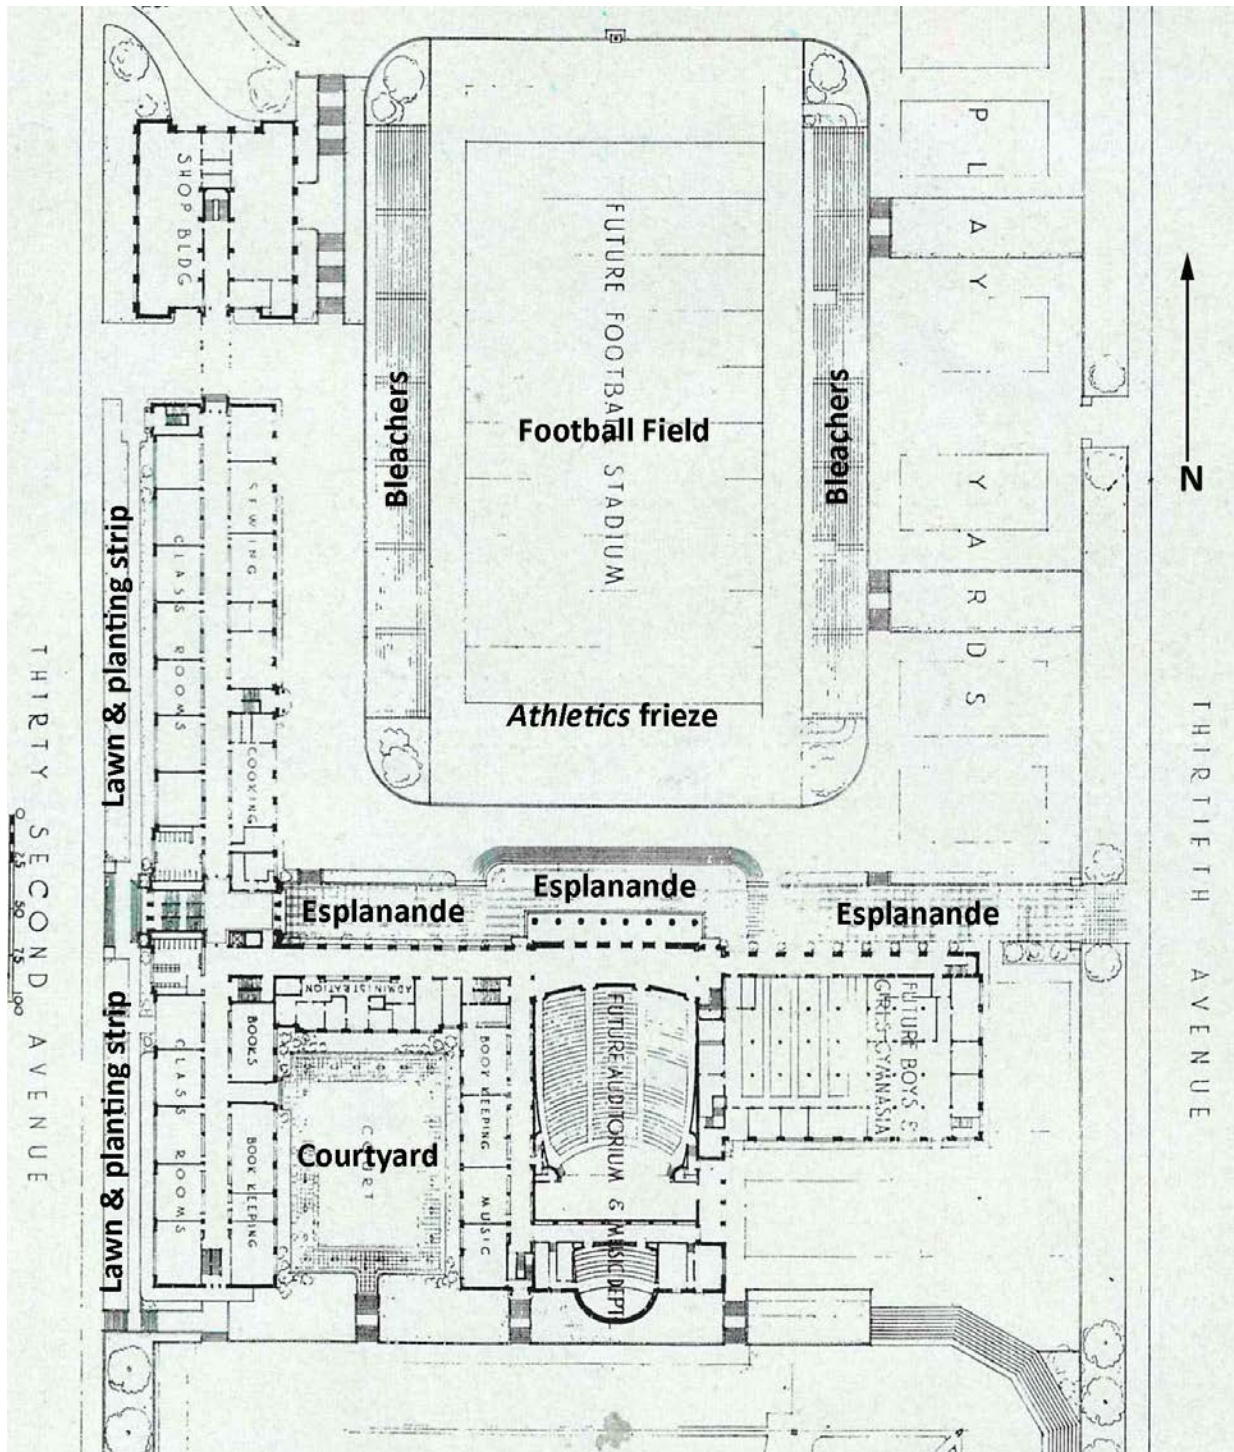 SHOP BLDG
FUTURE FOOTBALL STADIUM
PLAY YARDS
Bleachers
Football Field
Bleachers
N
SEWING
CLASS ROOMS
Lawn & planting strip
Athletics frieze
COOKING
THIRTY SECOND AVENUE
THIRTIETH AVENUE
0 25 50 75 100
Esplanande
Esplanande
Esplanande
ADMINISTRATION
BOOKS
BOOK KEEPING
FUTURE AUDITORIUM & MUSIC DEPT
FUTURE BOYS &
GIRLS GYMNASIA
Lawn & planting strip
CLASS ROOMS
BOOK KEEPING
Courtyard
COURT
MUSIC